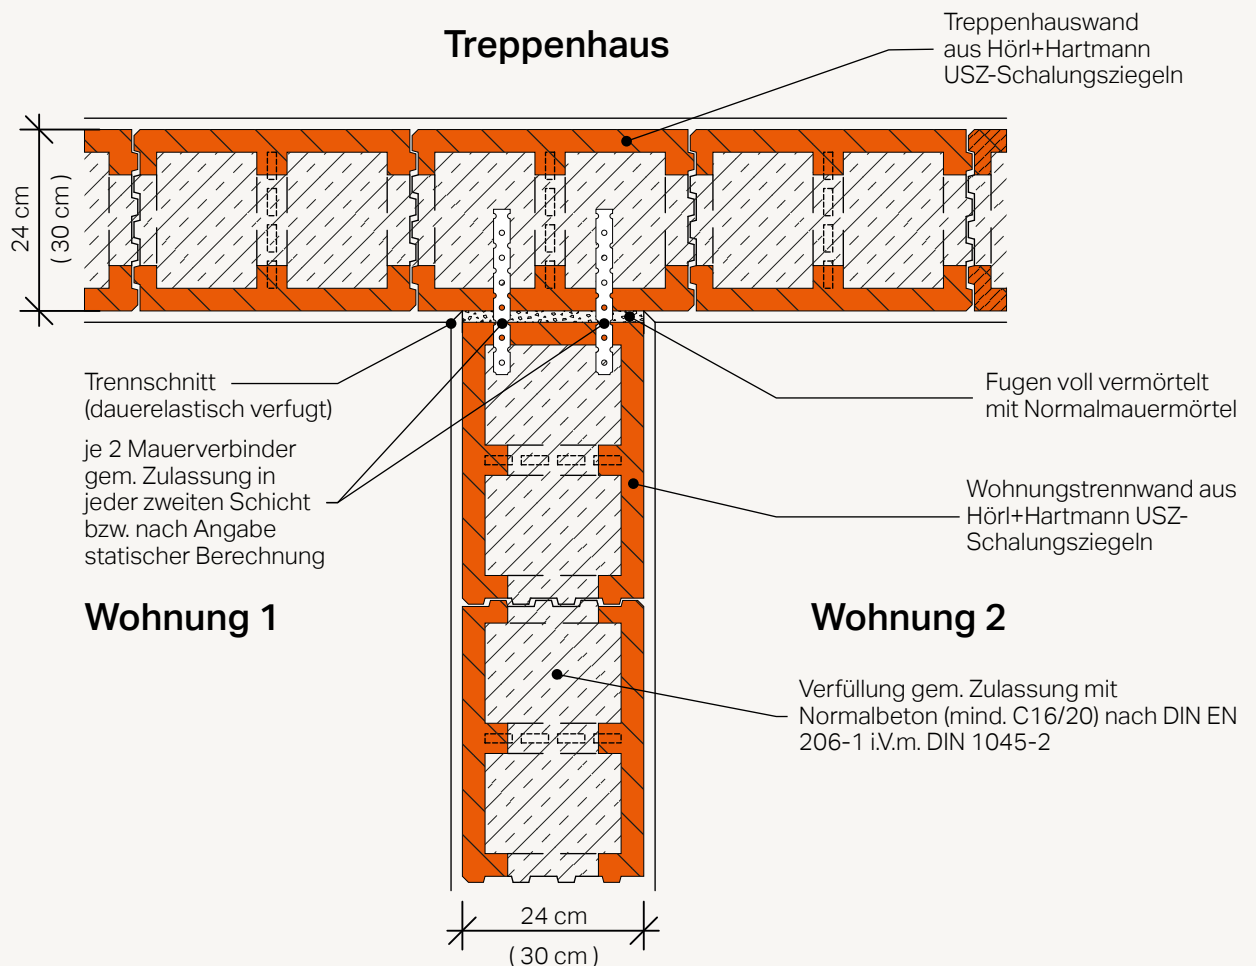 Treppenhaus
Treppenhauswand
aus Hörl+Hartmann
USZ-Schalungsziegeln
24 cm
( 30 cm )
Trennschnitt
(dauerelastisch verfugt)
je 2 Mauerverbinder
gem. Zulassung in
jeder zweiten Schicht
bzw. nach Angabe
statischer Berechnung
Fugen voll vermörtelt
mit Normalmauermörtel
Wohnungstrennwand aus
Hörl+Hartmann USZ-
Schalungsziegeln
Wohnung 1
Wohnung 2
Verfüllung gem. Zulassung mit
Normalbeton (mind. C16/20) nach DIN EN
206-1 i.V.m. DIN 1045-2
24 cm
( 30 cm )